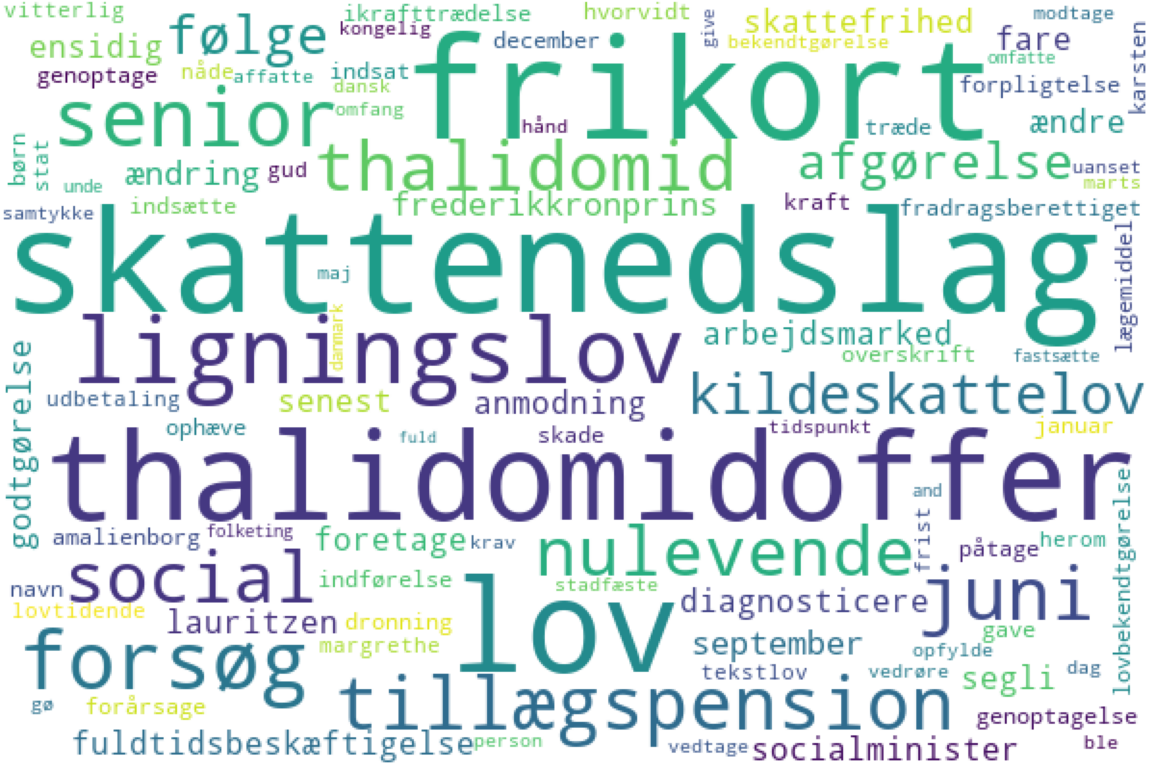 vitterlig
ikrafttrædelse
hvorvidt
give
skattefrihed
modtage
ensidig
følge
kongelig
december
bekendtgørelse
fare
karsten
genoptage
nåde
affatte
indsat
dansk
omfang
frikort
omfatte
forpligtelse
senior
hånd
træde
ændre
børn
stat
unde
ændring
gud
thalidomid
afgørelse
uanset
marts
samtykke
indsætte
frederikkronprins
kraft
fradragsberettiget
skattenedslag
maj
lægemiddel
danmark
ligningslov
arbejdsmarked
overskrift
fastsætte
godtgørelse
udbetaling
senest
anmodning
kildeskattelov
ophæve
fuld
skade
tidspunkt
januar
thalidomidoffer
and
amalienborg
folketing
foretage
krav
nulevende
frist
påtage
herom
lovbekendtgørelse
navn
social
indførelse
stadfæste
lov
diagnosticere
juni
lovtidende
lauritzen
dronning
margrethe
september
gave
opfylde
forsøg
tekstlov
vedrøre
segli
dag
gø
forårsage
tillægspension
genoptagelse
fuldtidsbeskæftigelse
person
vedtage
socialminister
ble